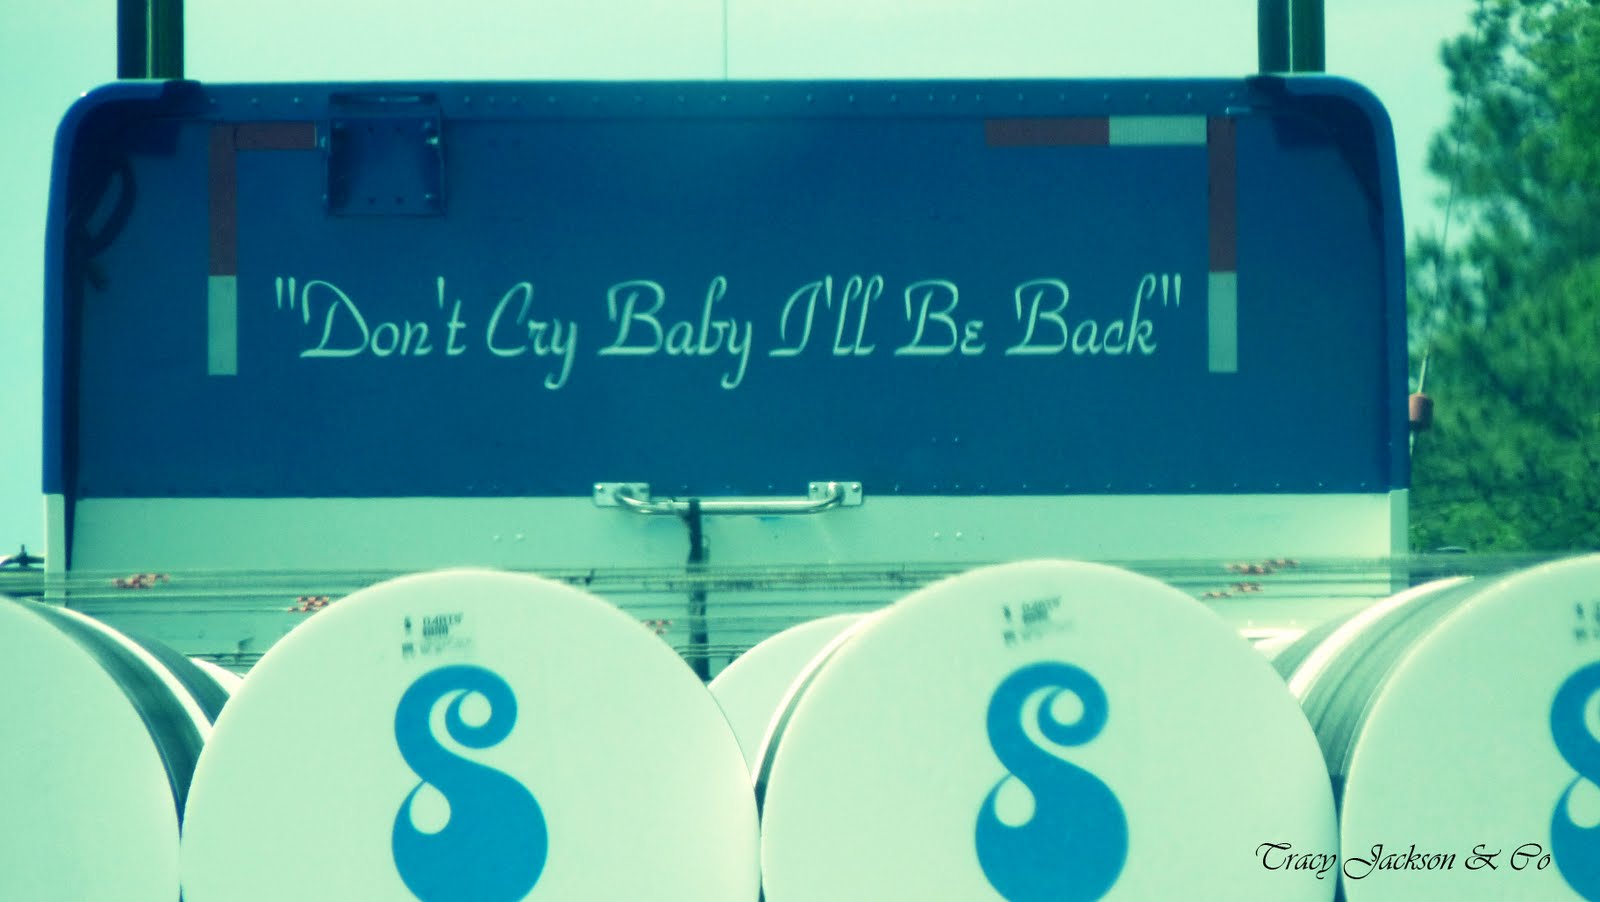 "Don't Cry Baby I'll Be Back"
Tracy Jackson & Co